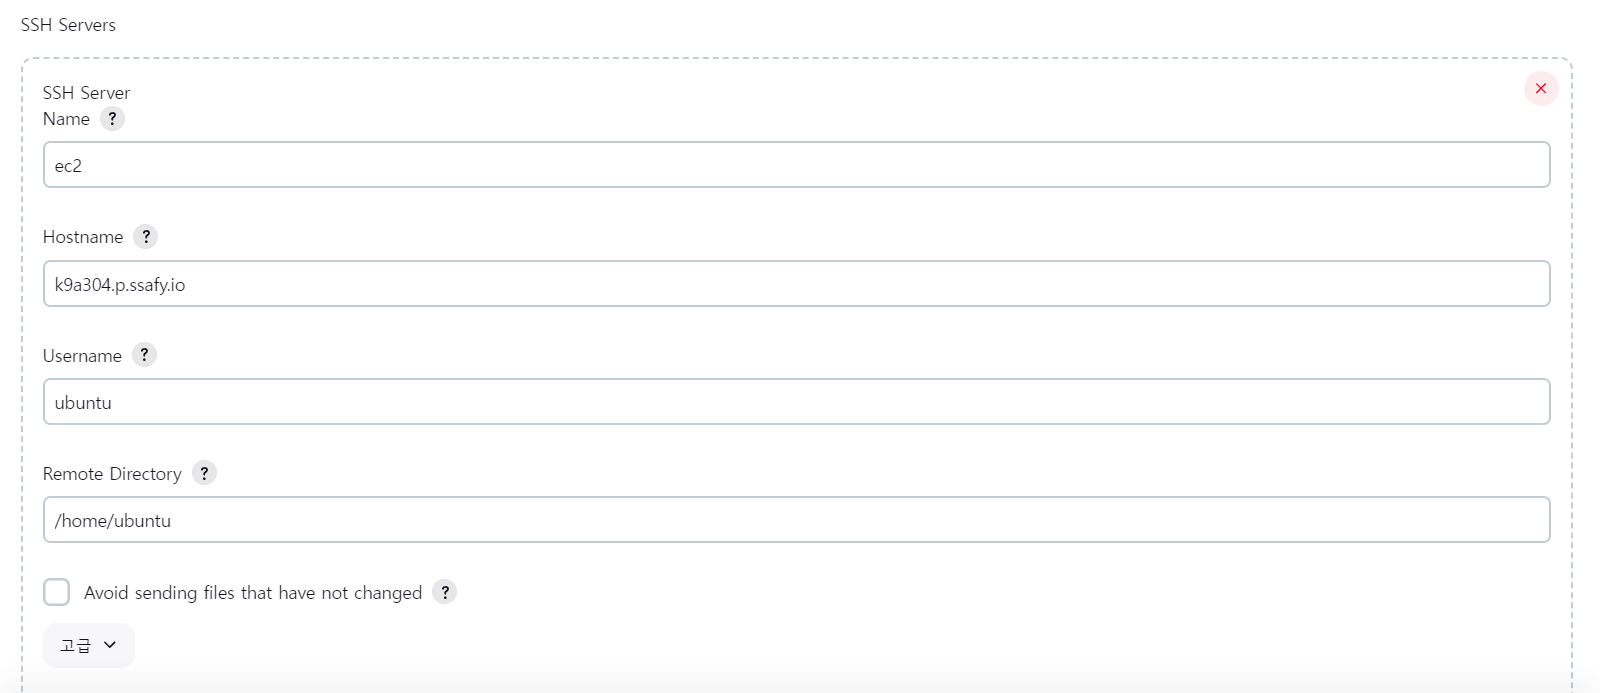 SSH Servers
SSH Server
Name ?
ec2
Hostname ?
k9a304.p.ssafy.io
Username ?
ubuntu
Remote Directory ?
/home/ubuntu
Avoid sending files that have not changed ?
고급